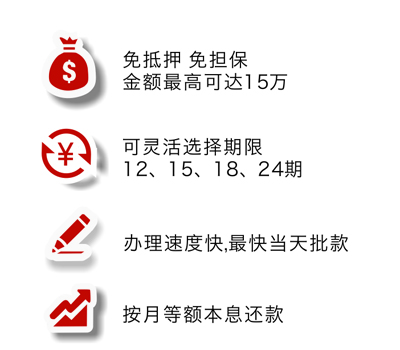 免抵押 免担保
金额最高可达15万
可灵活选择期限
12、15、18、24期
办理速度快,最快当天批款
按月等额本息还款